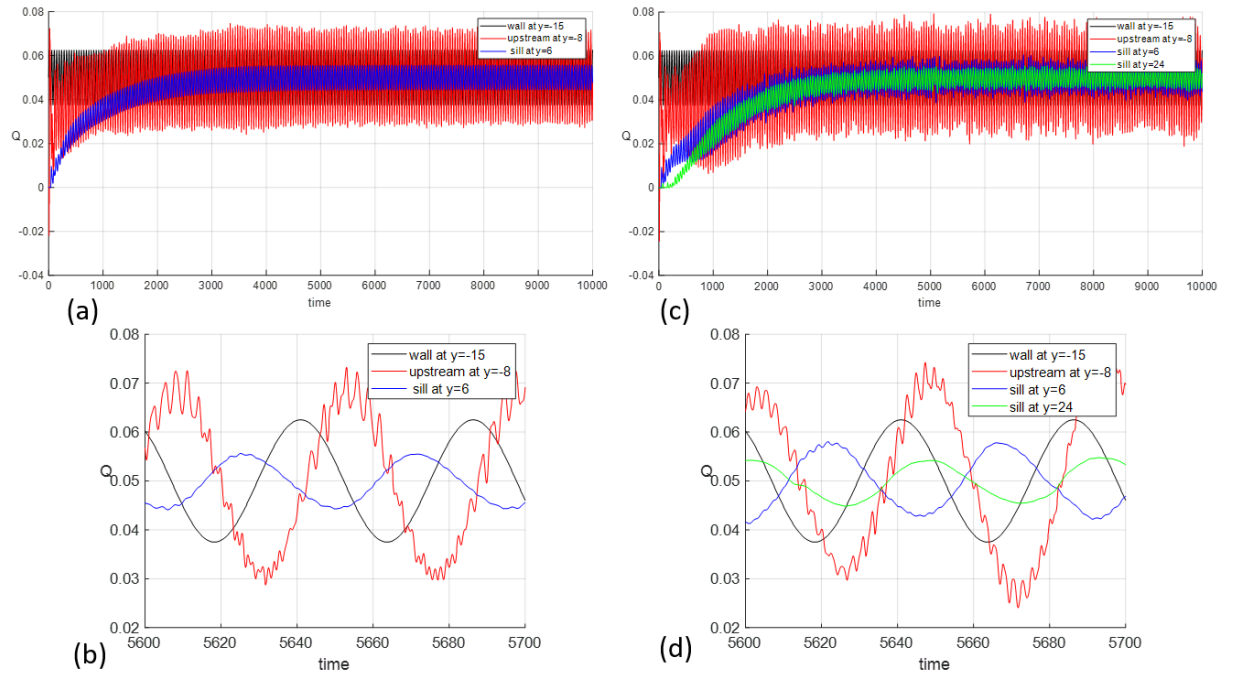 0.08
0.06
0.04
0.02
0
-0.02
-0.04
Q
wall at y=-15
upstream at y=-8
sill at y=6
0 1000 2000 3000 4000 5000 6000 7000 8000 9000 10000
time
(a)
0.08
0.06
0.04
0.02
0
-0.02
-0.04
Q
wall at y=-15
upstream at y=-8
sill at y=6
sill at y=24
0 1000 2000 3000 4000 5000 6000 7000 8000 9000 10000
time
(c)
0.08
0.07
0.06
0.05
0.04
0.03
0.02
Q
wall at y=-15
upstream at y=-8
sill at y=6
5600 5620 5640 5660 5680 5700
time
(b)
0.08
0.07
0.06
0.05
0.04
0.03
0.02
Q
wall at y=-15
upstream at y=-8
sill at y=6
sill at y=24
5600 5620 5640 5660 5680 5700
time
(d)